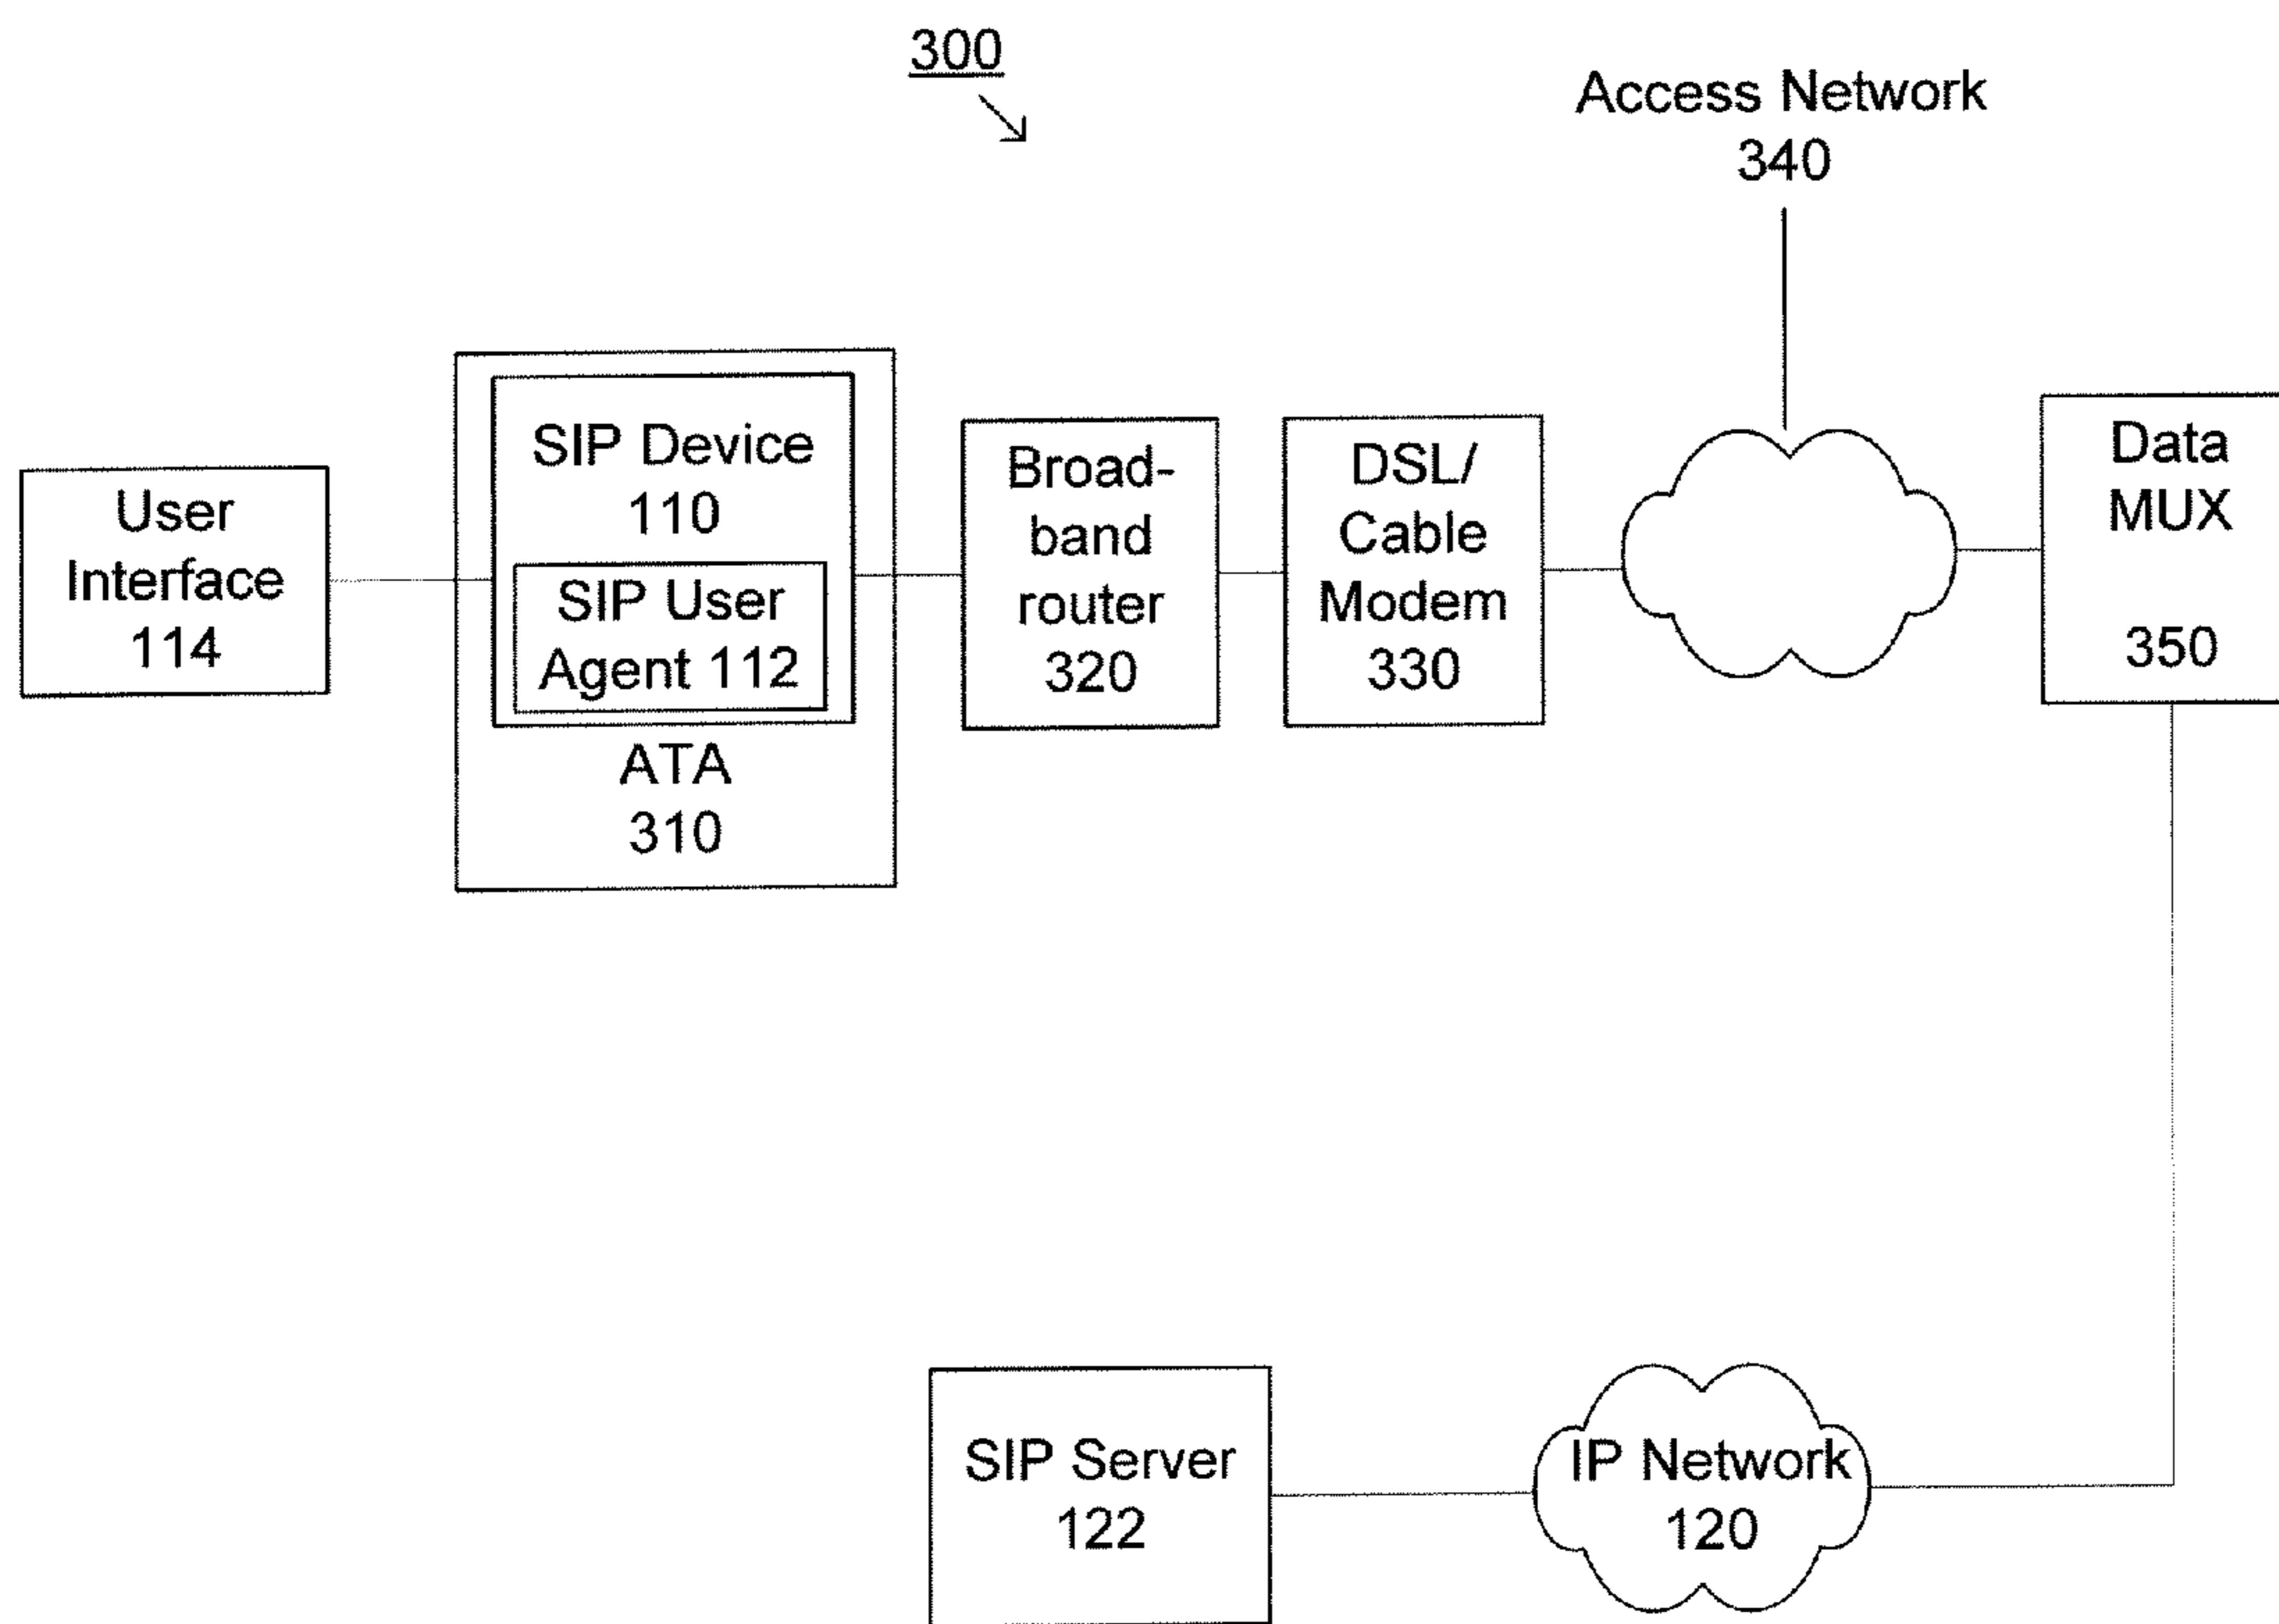 300
Access Network
340
User
Interface
114
SIP Device
110
SIP User
Agent 112
ATA
310
Broad-
band
router
320
DSL/
Cable
Modem
330
Data
MUX
350
SIP Server
122
IP Network
120